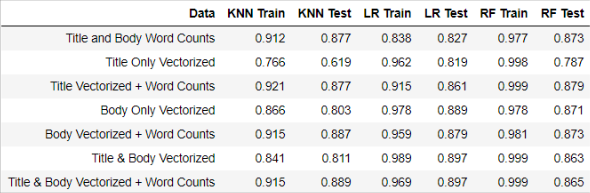 Data KNN Train KNN Test LR Train LR Test RF Train RF Test
Title and Body Word Counts 0.912 0.877 0.838 0.827 0.977 0.873
Title Only Vectorized 0.766 0.619 0.962 0.819 0.998 0.787
Title Vectorized + Word Counts 0.921 0.877 0.915 0.861 0.999 0.879
Body Only Vectorized 0.866 0.803 0.978 0.889 0.978 0.871
Body Vectorized + Word Counts 0.915 0.887 0.959 0.879 0.981 0.873
Title & Body Vectorized 0.841 0.811 0.989 0.897 0.999 0.863
Title & Body Vectorized + Word Counts 0.915 0.889 0.969 0.897 0.999 0.865